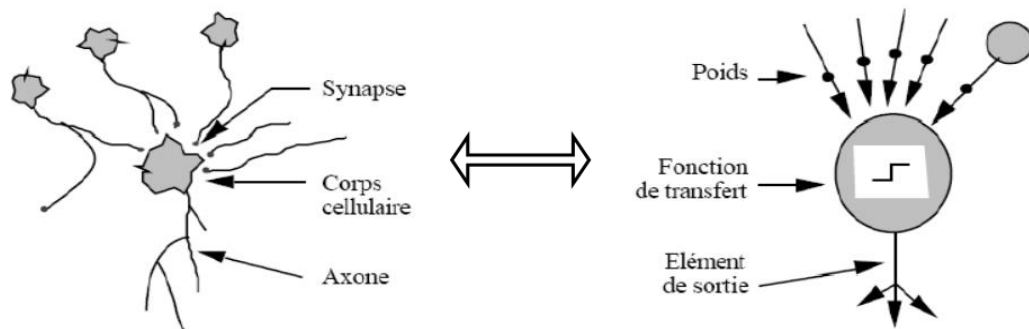 Synapse
Corps
cellulaire
Axone
Poids
Fonction
de transfert
Elément
de sortie